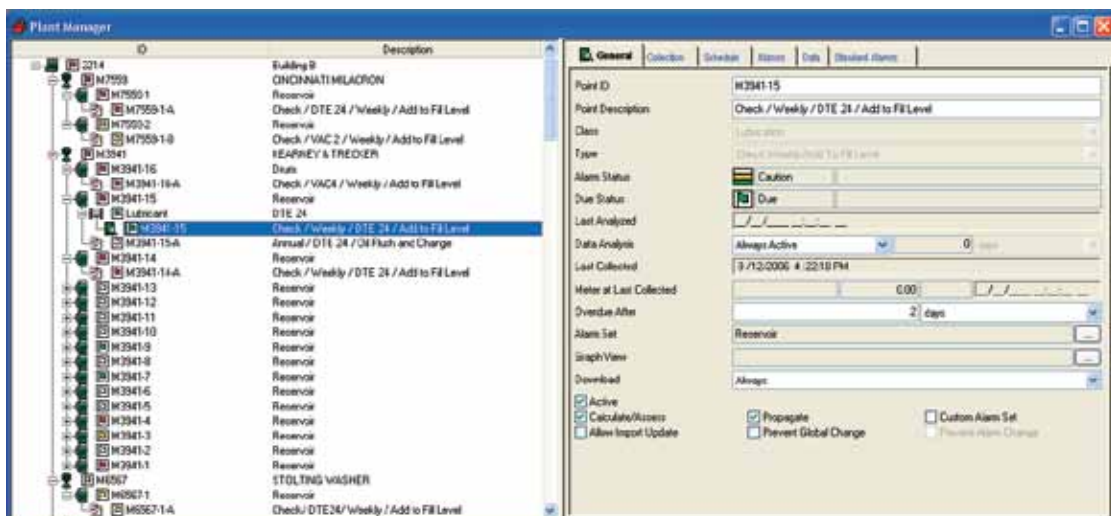 Plant Manager
ID Description
2214 Building B
M7559 CINCINNATI MILACRON
M7559-1 Reservoir
M7559-1-A Check / DTE 24 / Weekly / Add to Fill Level
M7559-2 Reservoir
M7559-1-B Check / VAC 2 / Weekly / Add to Fill Level
M3941 KEARNEY & TRECKER
M3941-16
M3941-16-A Check / VAC4 / Weekly / Add to Fill Level
M3941-15 Reservoir
Lubricant DTE 24
M3941-15 Check / Weekly / DTE 24 / Add to Fill Level
M3941-15-A Annual / DTE 24 / Oil Flush and Change
M3941-14 Reservoir
M3941-14-A Check / Weekly / DTE 24 / Add to Fill Level
M3941-13 Reservoir
M3941-12 Reservoir
M3941-11 Reservoir
M3941-10 Reservoir
M3941-9 Reservoir
M3941-8 Reservoir
M3941-7 Reservoir
M3941-6 Reservoir
M3941-5 Reservoir
M3941-4 Reservoir
M3941-3 Reservoir
M3941-2 Reservoir
M3941-1 Reservoir
M6567 STOLTING WASHER
M6567-1 Reservoir
M6567-1-A Check/ DTE24/ Weekly / Add to Fill Level
General Collection Schedule Data
Point ID M3941-15
Point Description Check / Weekly / DTE 24 / Add to Fill Level
Class Lubrication
Type
Alarm Status Caution
Due Status Due
Last Analyzed
Data Analysis Always Active 0 days
Last Collected /12/2006 4:22:18 PM
Meter at Last Collected 0.00
Overdue After 2 days
Alarm Set Reservoir ...
Graph View ...
Download Always
Active
Calculate/Assess Propagate Custom Alarm Set
Allow Import Update Prevent Global Change Prevent Alarm Change